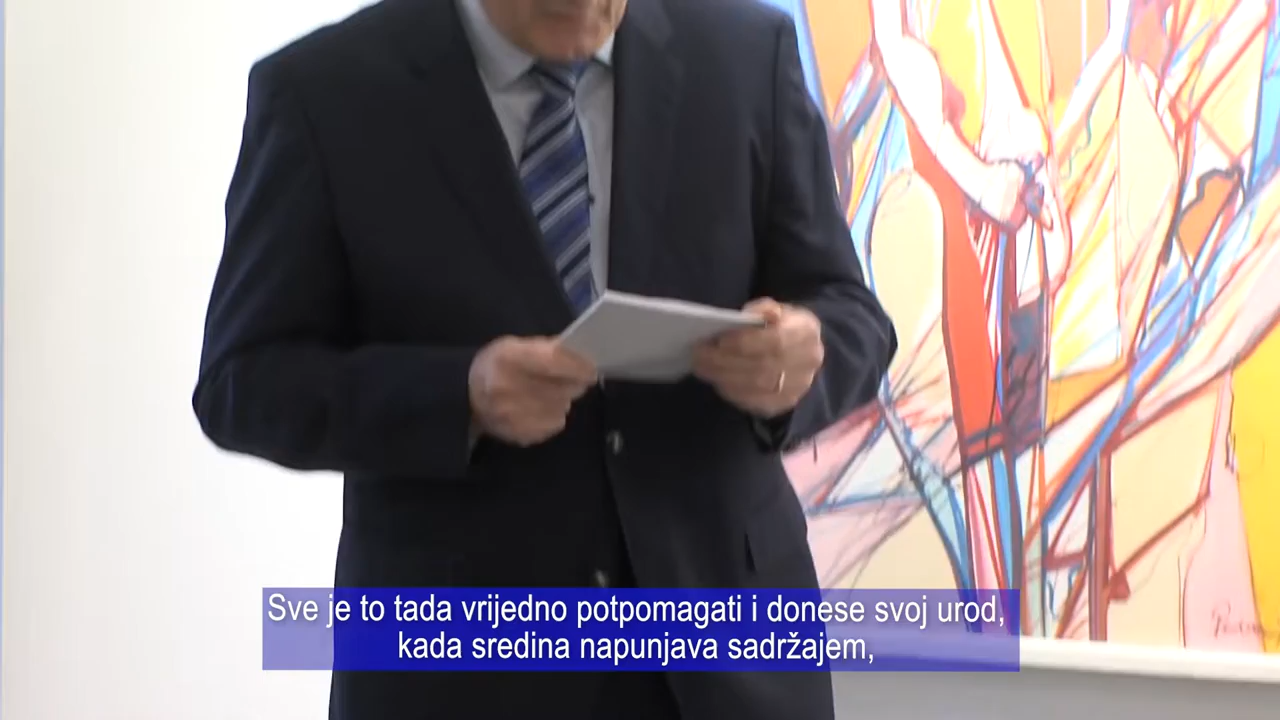 Sve je to tada vrijedno potpomagati i donese svoj urod,
kada sredina napunjava sadržajem,